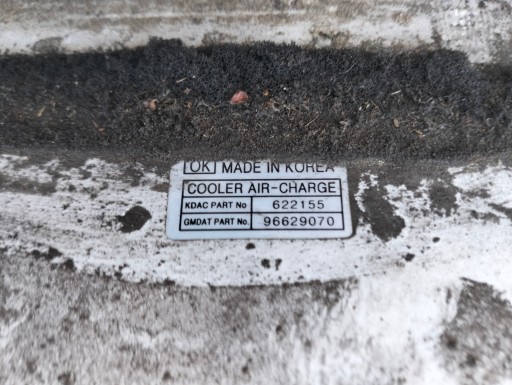 [OK] MADE IN KOREA
COOLER AIR-CHARGE
KDAC PART No 622155
GMDAT PART No. 96629070